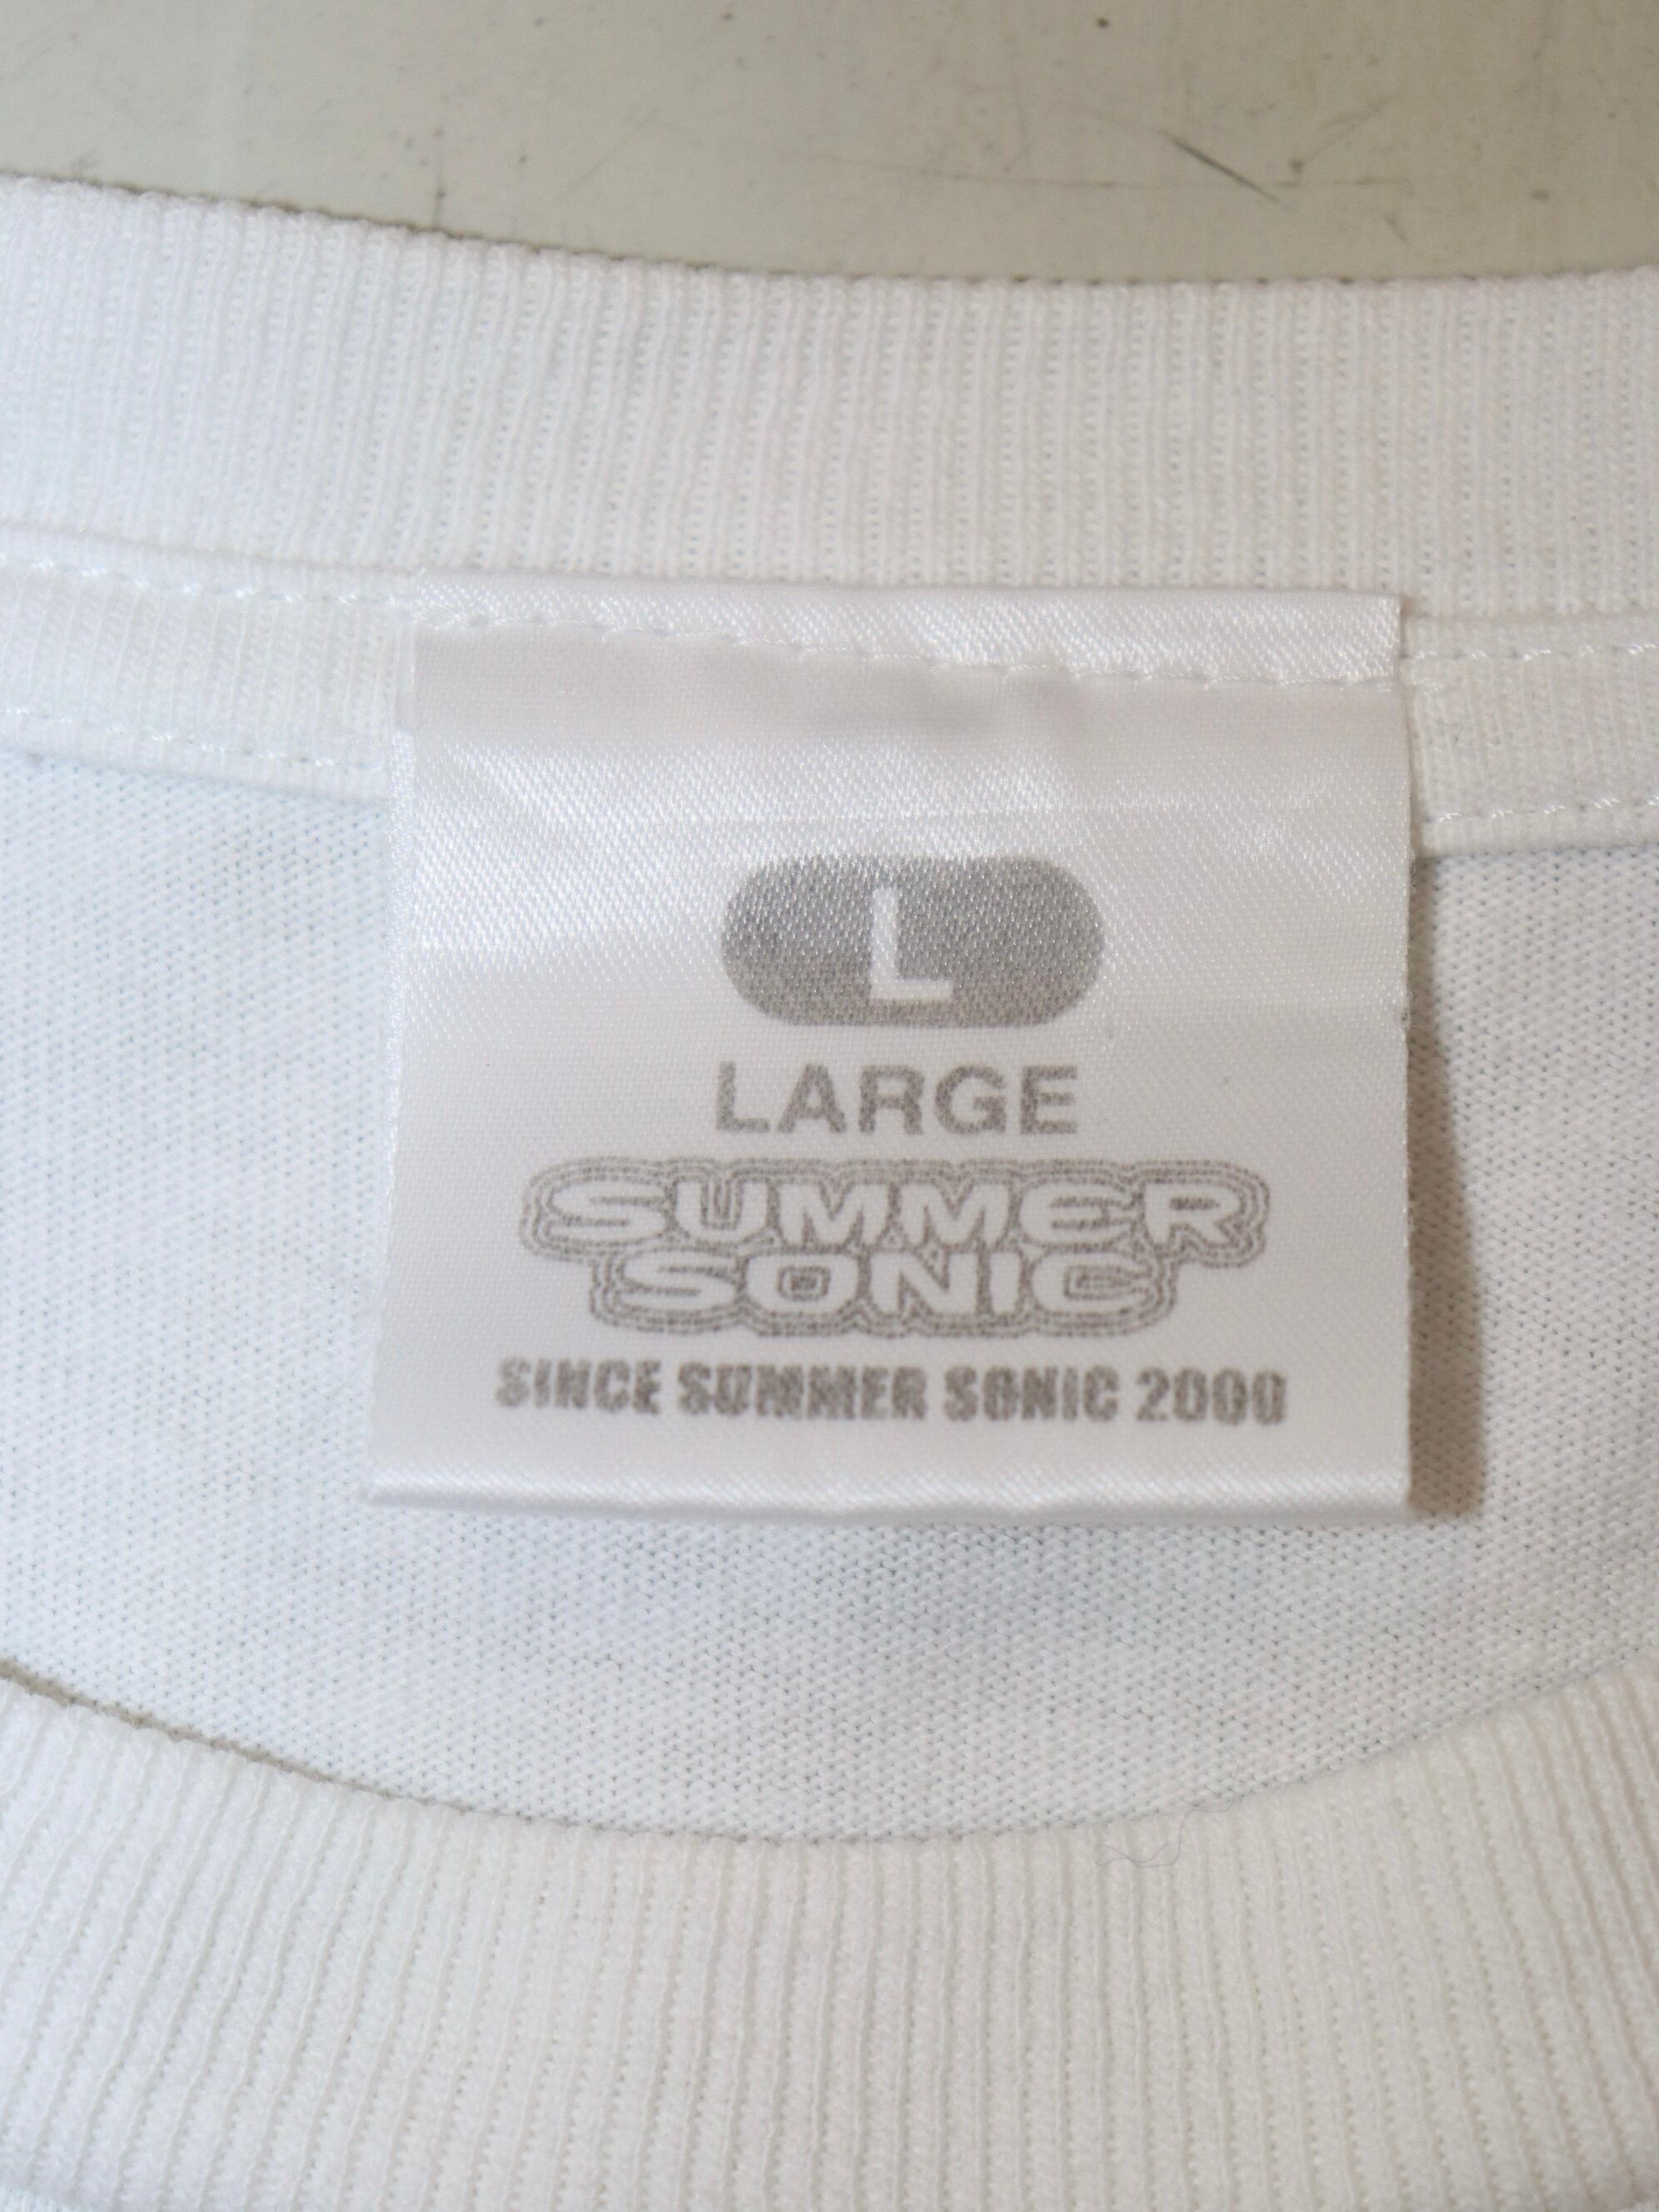 L
LARGE
SUMMER
SONIC
SINCE SUMMER SONIC 2000